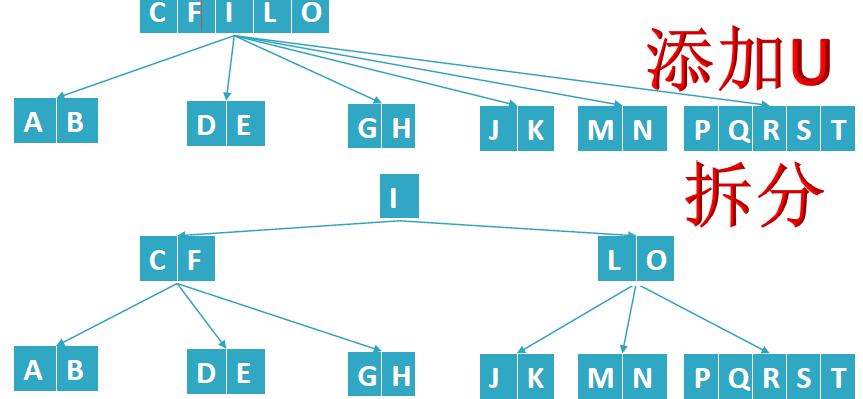 C F I L O
添加U
A B D E G H J K M N P Q R S T
拆分
I
C F L O
A B D E G H J K M N P Q R S T